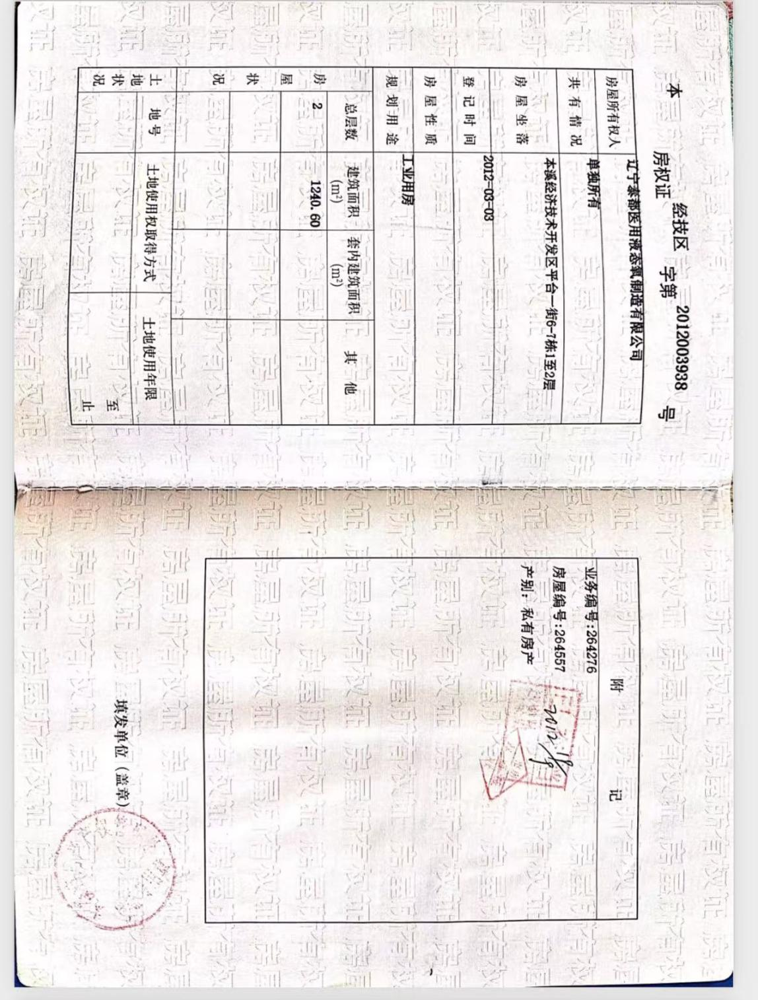 本 房权证 经技区 字第 2012003938 号
房屋所有权人 辽宁泰都医用液态氧制造有限公司
共有情况 单独所有
房屋坐落 本溪经济技术开发区平台一街6-7栋1至2层
登记时间 2012-03-03
房屋性质
规划用途 工业用房
房屋状况
总层数 建筑面积(m²) 套内建筑面积(m²) 其他
2 1240.60
土地状况
地号 土地使用权取得方式 土地使用年限
至 止
附 记
业务编号:264276
房屋编号:264557
产别: 私有房产
2012
填发单位（盖章）